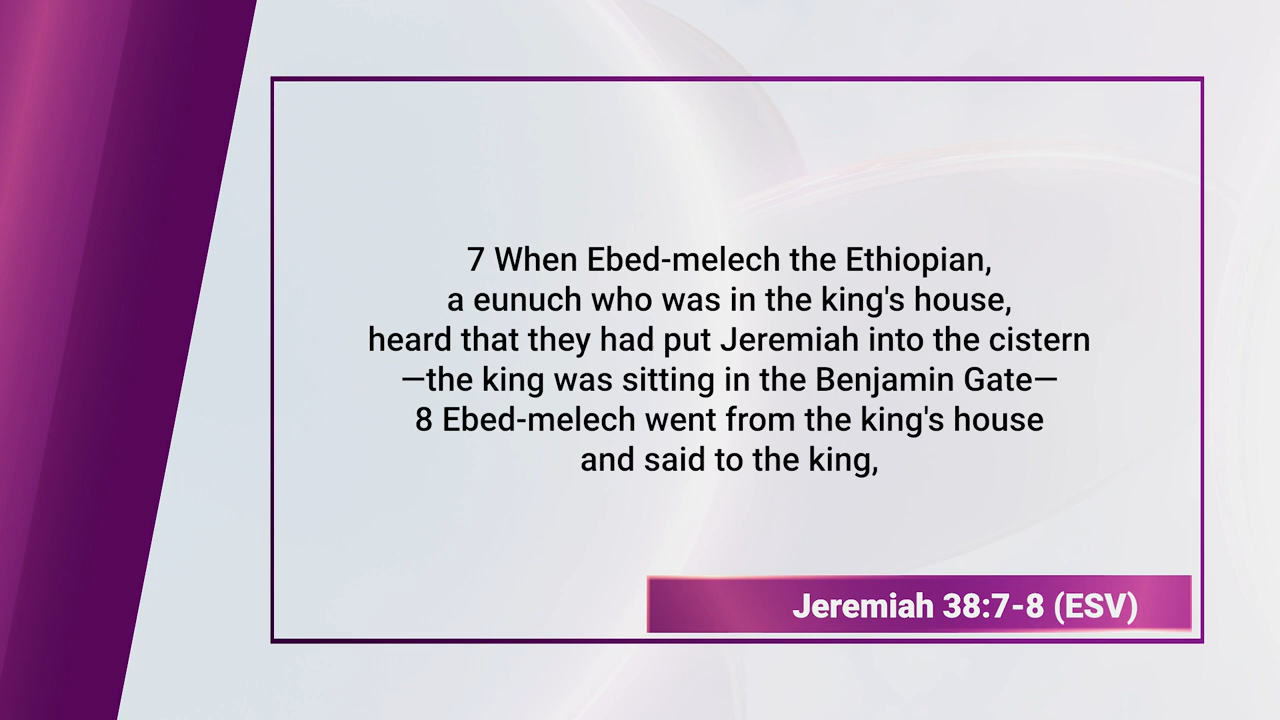 7 When Ebed-melech the Ethiopian,
a eunuch who was in the king's house,
heard that they had put Jeremiah into the cistern
—the king was sitting in the Benjamin Gate—
8 Ebed-melech went from the king's house
and said to the king,
Jeremiah 38:7-8 (ESV)